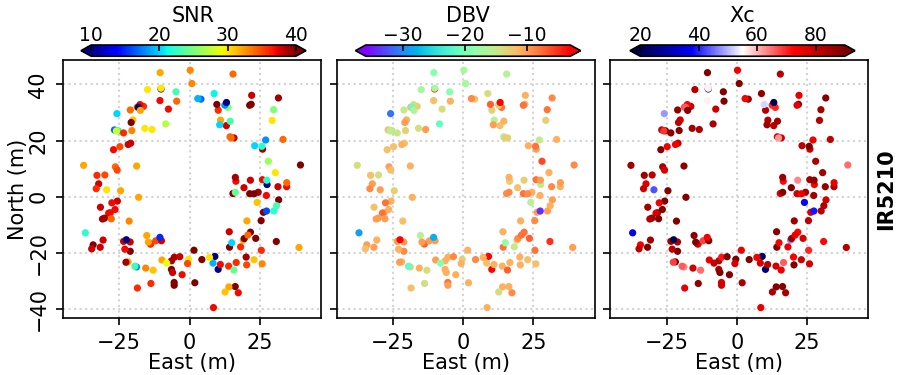 SNR DBV Xc
10 20 30 40 −30 −20 −10 20 40 60 80
40
20
0
−20
−40
North (m)
IR5210
−25 0 25 −25 0 25 −25 0 25
East (m) East (m) East (m)